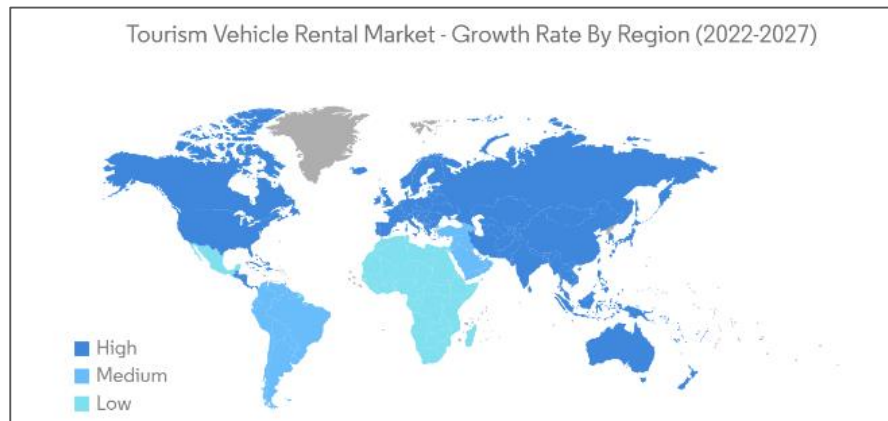 Tourism Vehicle Rental Market - Growth Rate By Region (2022-2027)
High
Medium
Low